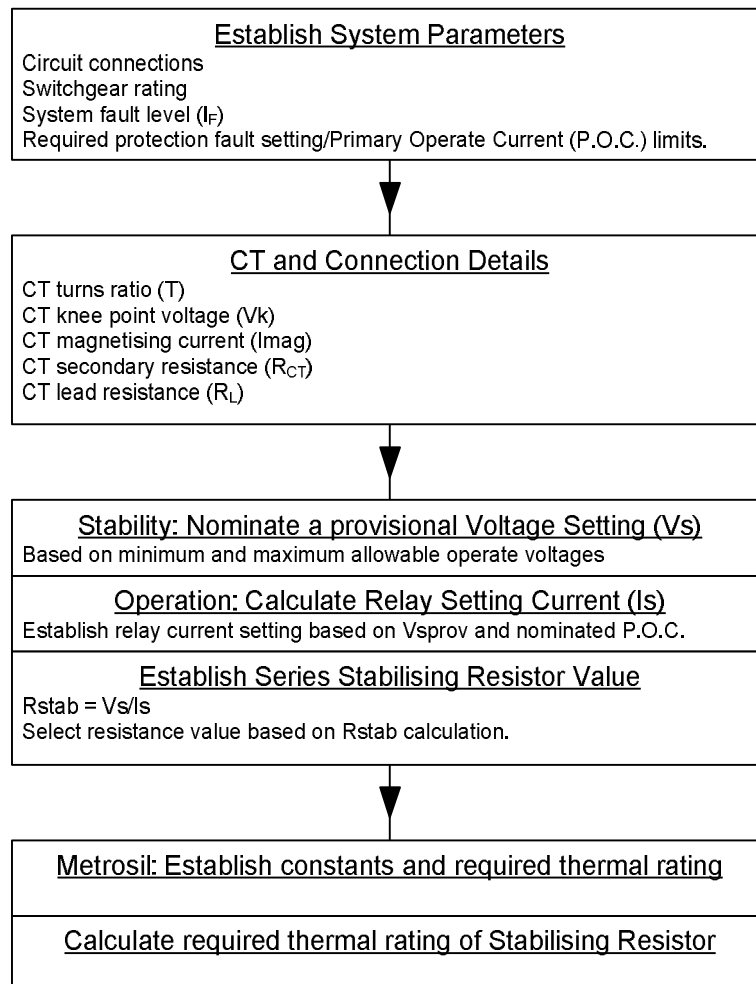 Establish System Parameters
Circuit connections
Switchgear rating
System fault level (IF)
Required protection fault setting/Primary Operate Current (P.O.C.) limits.
CT and Connection Details
CT turns ratio (T)
CT knee point voltage (Vk)
CT magnetising current (Imag)
CT secondary resistance (RCT)
CT lead resistance (RL)
Stability: Nominate a provisional Voltage Setting (Vs)
Based on minimum and maximum allowable operate voltages
Operation: Calculate Relay Setting Current (Is)
Establish relay current setting based on Vsprov and nominated P.O.C.
Establish Series Stabilising Resistor Value
Rstab = Vs/Is
Select resistance value based on Rstab calculation.
Metrosil: Establish constants and required thermal rating
Calculate required thermal rating of Stabilising Resistor